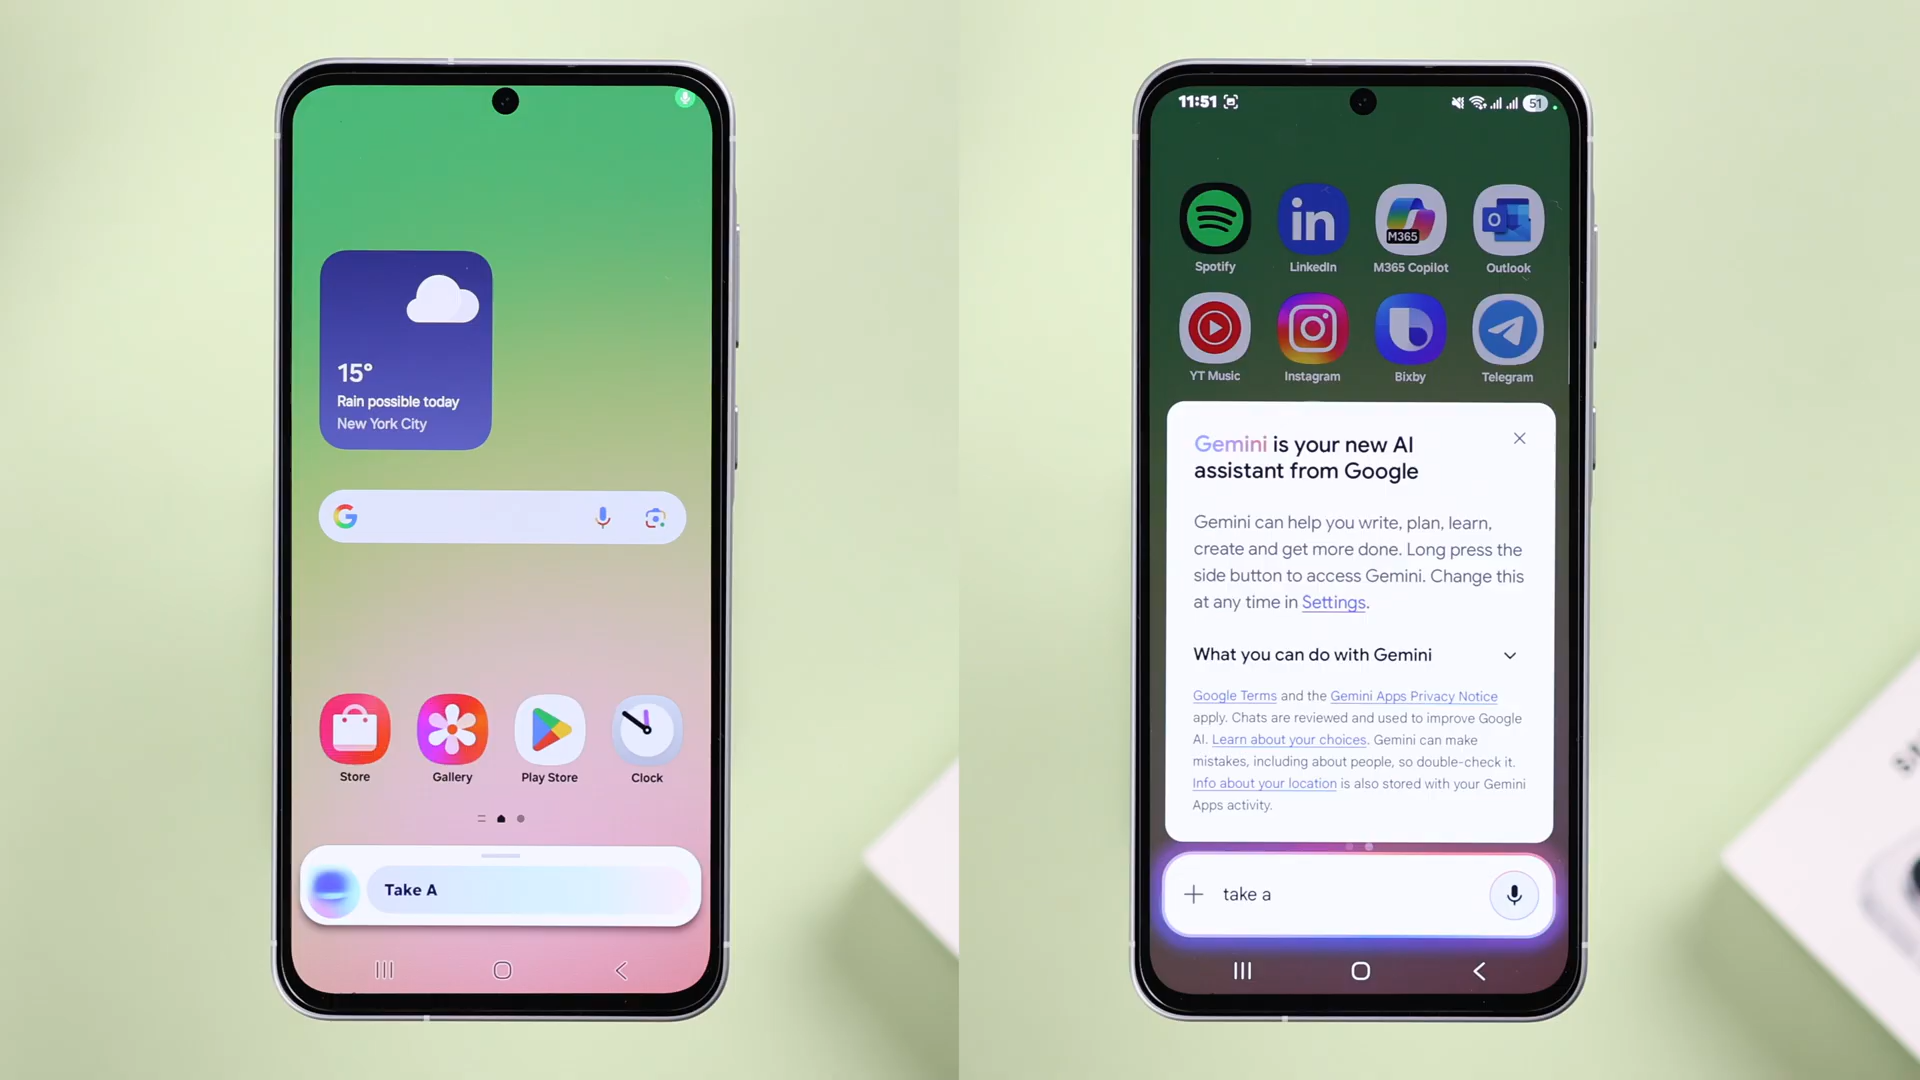 15°
Rain possible today
New York City
Store
Gallery
Play Store
Clock
Take A
11:51
51
Spotify
in
LinkedIn
M365
M365 Copilot
Outlook
YT Music
Instagram
Bixby
Telegram
Gemini is your new AI
assistant from Google
Gemini can help you write, plan, learn,
create and get more done. Long press the
side button to access Gemini. Change this
at any time in Settings.
What you can do with Gemini
Google Terms and the Gemini Apps Privacy Notice
apply. Chats are reviewed and used to improve Google
AI. Learn about your choices. Gemini can make
mistakes, including about people, so double-check it.
Info about your location is also stored with your Gemini
Apps activity.
take a